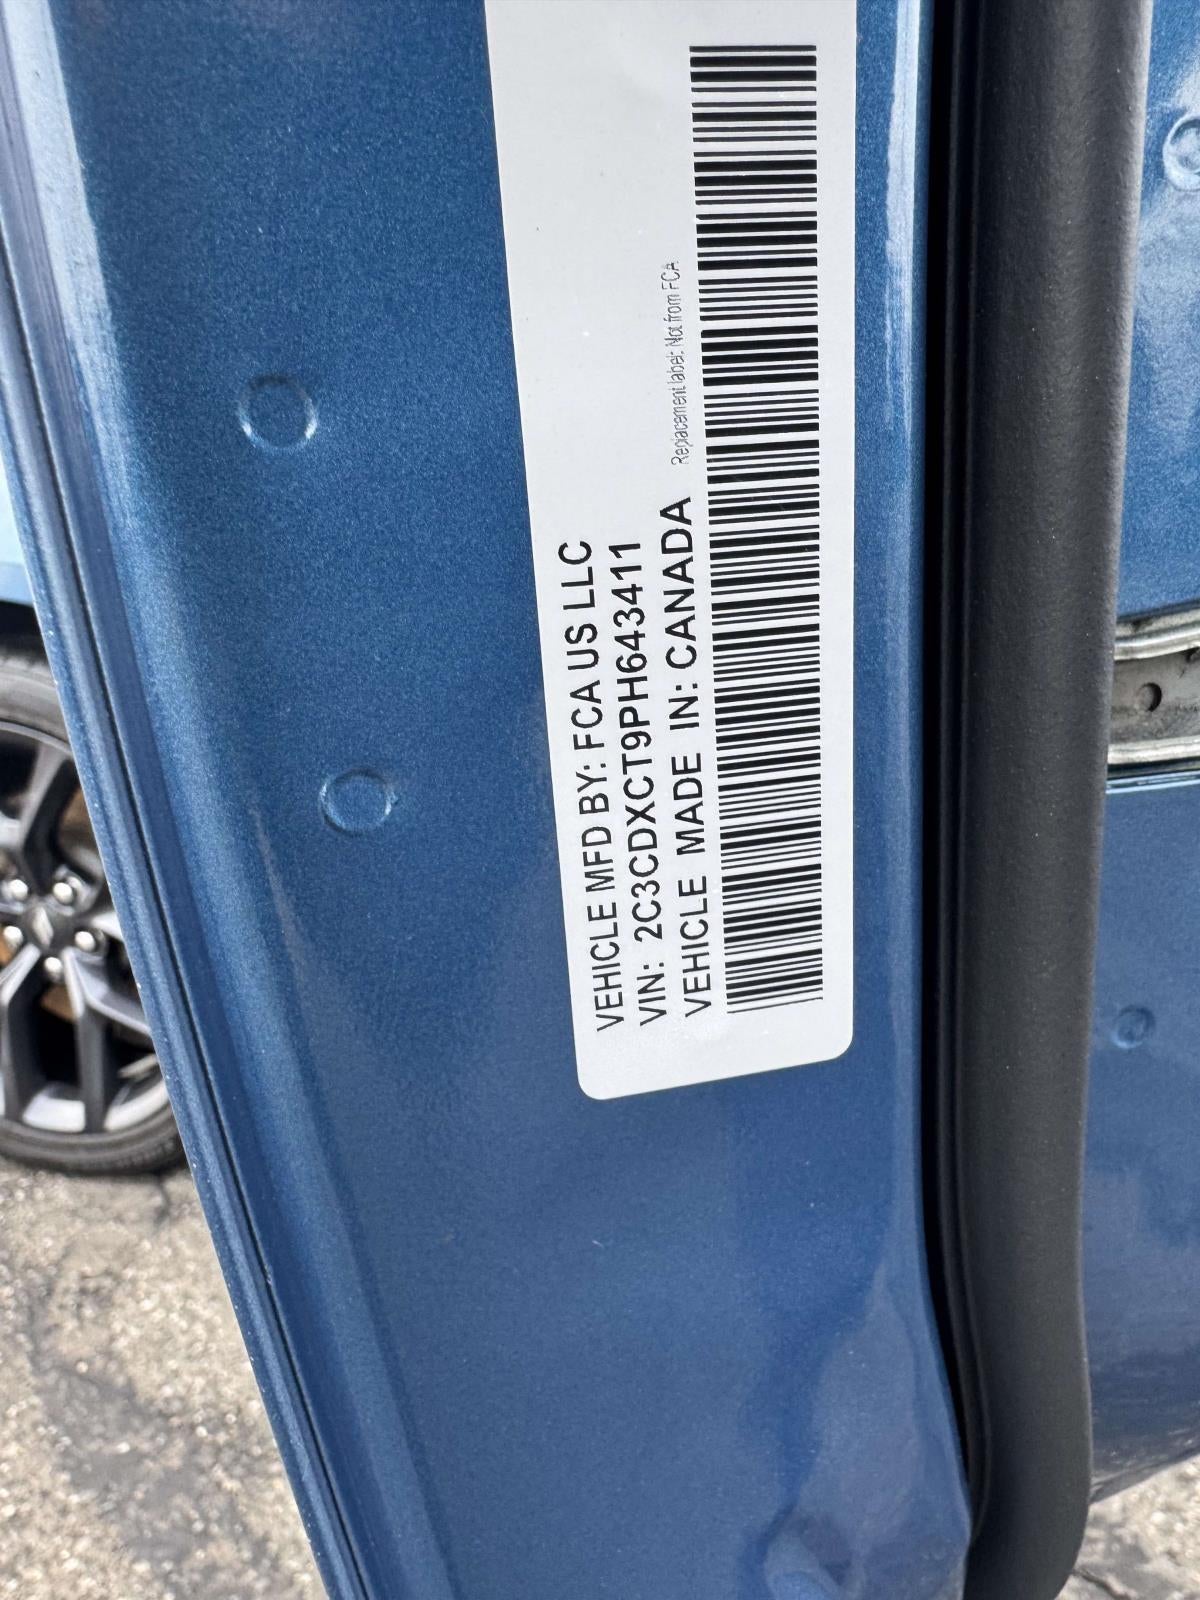 VEHICLE MFD BY: FCA US LLC
VIN: 2C3CDXCT9PH643411
VEHICLE MADE IN: CANADA
Replacement label: Not from FCA